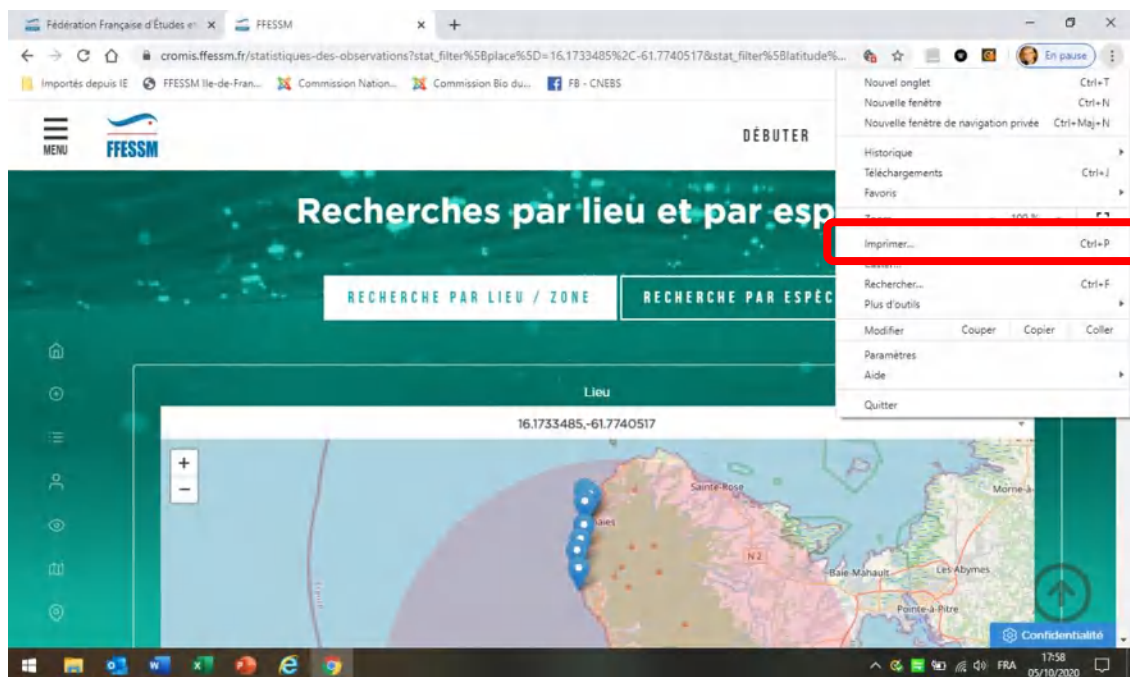 Fédération Française d'Études et
FFESSM
cromis.ffessm.fr/statistiques-des-observations?stat_filter%5Bplace%5D=16.1733485%2C-61.7740517&stat_filter%5Blatitude%...
En pause
Importés depuis IE
FFESSM Ile-de-Fran...
Commission Nation...
Commission Bio du...
FB - CNEBS
MENU
FFESSM
DÉBUTER
Nouvel onglet Ctrl+T
Nouvelle fenêtre Ctrl+N
Nouvelle fenêtre de navigation privée Ctrl+Maj+N
Historique
Téléchargements Ctrl+J
Favoris
Zoom 100 %
Imprimer... Ctrl+P
Caster...
Rechercher... Ctrl+F
Plus d'outils
Modifier Couper Copier Coller
Paramètres
Aide
Quitter
Recherches par lieu et par esp
RECHERCHE PAR LIEU / ZONE
RECHERCHE PAR ESPÈC
Lieu
16.1733485,-61.7740517
+
−
Sainte-Rose
Morne-à-
haies
N 2
Baie-Mahault
Les Abymes
Pointe-à-Pitre
Confidentialité
FRA
17:58
05/10/2020